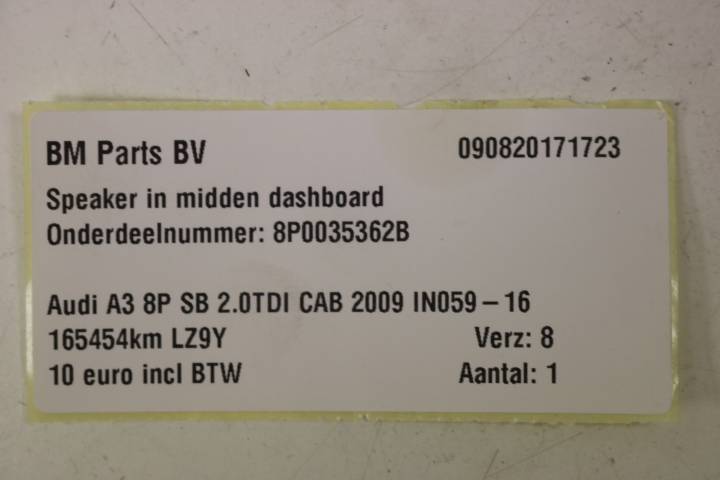 BM Parts BV 090820171723
Speaker in midden dashboard
Onderdeelnummer: 8P0035362B
Audi A3 8P SB 2.0TDI CAB 2009 IN059 – 16
165454km LZ9Y Verz: 8
10 euro incl BTW Aantal: 1